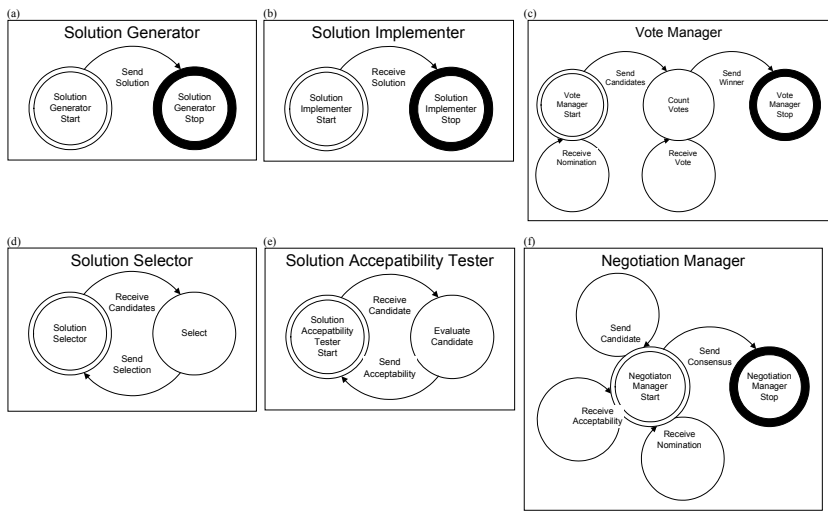 (a)
Solution Generator
Send
Solution
Solution
Generator
Start
Solution
Generator
Stop
(b)
Solution Implementer
Receive
Solution
Solution
Implementer
Start
Solution
Implementer
Stop
(c)
Vote Manager
Send
Candidates
Send
Winner
Vote
Manager
Start
Count
Votes
Vote
Manager
Stop
Receive
Nomination
Receive
Vote
(d)
Solution Selector
Receive
Candidates
Solution
Selector
Select
Send
Selection
(e)
Solution Accepatibility Tester
Receive
Candidate
Solution
Accepatibility
Tester
Start
Evaluate
Candidate
Send
Acceptability
(f)
Negotiation Manager
Send
Candidate
Send
Consensus
Negotiaton
Manager
Start
Negotiation
Manager
Stop
Receive
Acceptability
Receive
Nomination